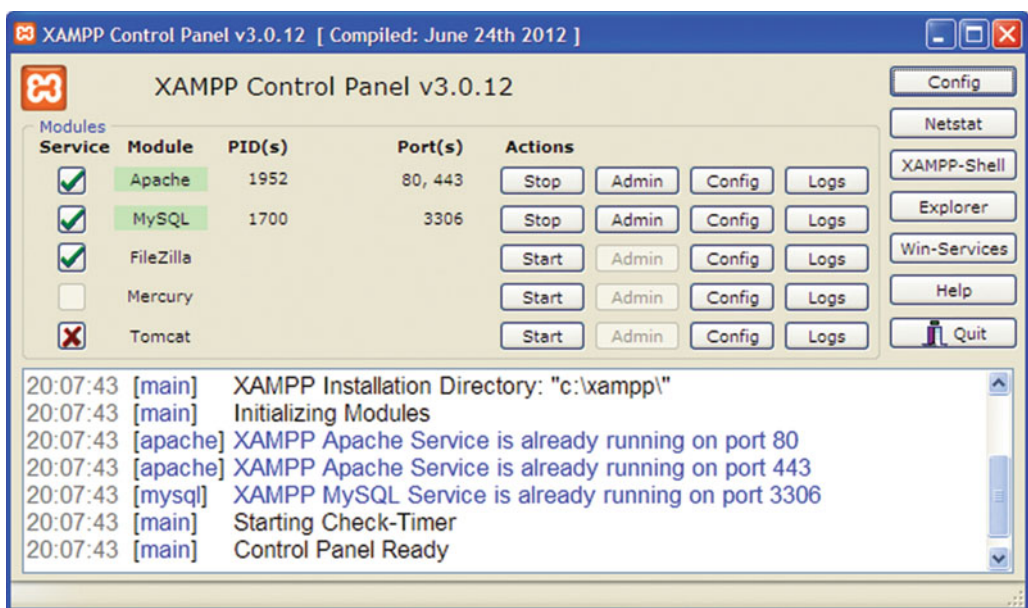 XAMPP Control Panel v3.0.12 [ Compiled: June 24th 2012 ]
XAMPP Control Panel v3.0.12
Config
Netstat
XAMPP-Shell
Explorer
Win-Services
Help
Quit
Modules
Service Module PID(s) Port(s) Actions
Apache 1952 80, 443 Stop Admin Config Logs
MySQL 1700 3306 Stop Admin Config Logs
FileZilla Start Admin Config Logs
Mercury Start Admin Config Logs
Tomcat Start Admin Config Logs
20:07:43 [main] XAMPP Installation Directory: "c:\xampp\"
20:07:43 [main] Initializing Modules
20:07:43 [apache] XAMPP Apache Service is already running on port 80
20:07:43 [apache] XAMPP Apache Service is already running on port 443
20:07:43 [mysql] XAMPP MySQL Service is already running on port 3306
20:07:43 [main] Starting Check-Timer
20:07:43 [main] Control Panel Ready